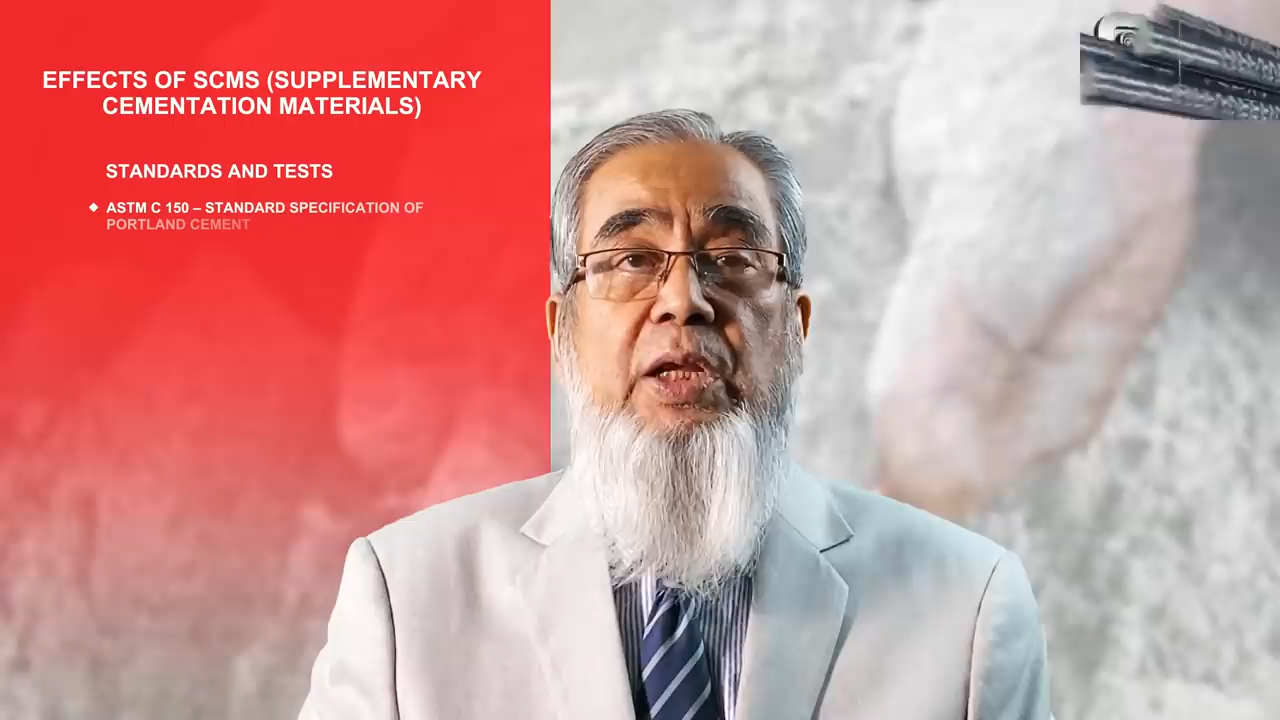 EFFECTS OF SCMS (SUPPLEMENTARY
CEMENTATION MATERIALS)
STANDARDS AND TESTS
❖ ASTM C 150 – STANDARD SPECIFICATION OF
PORTLAND CEMENT